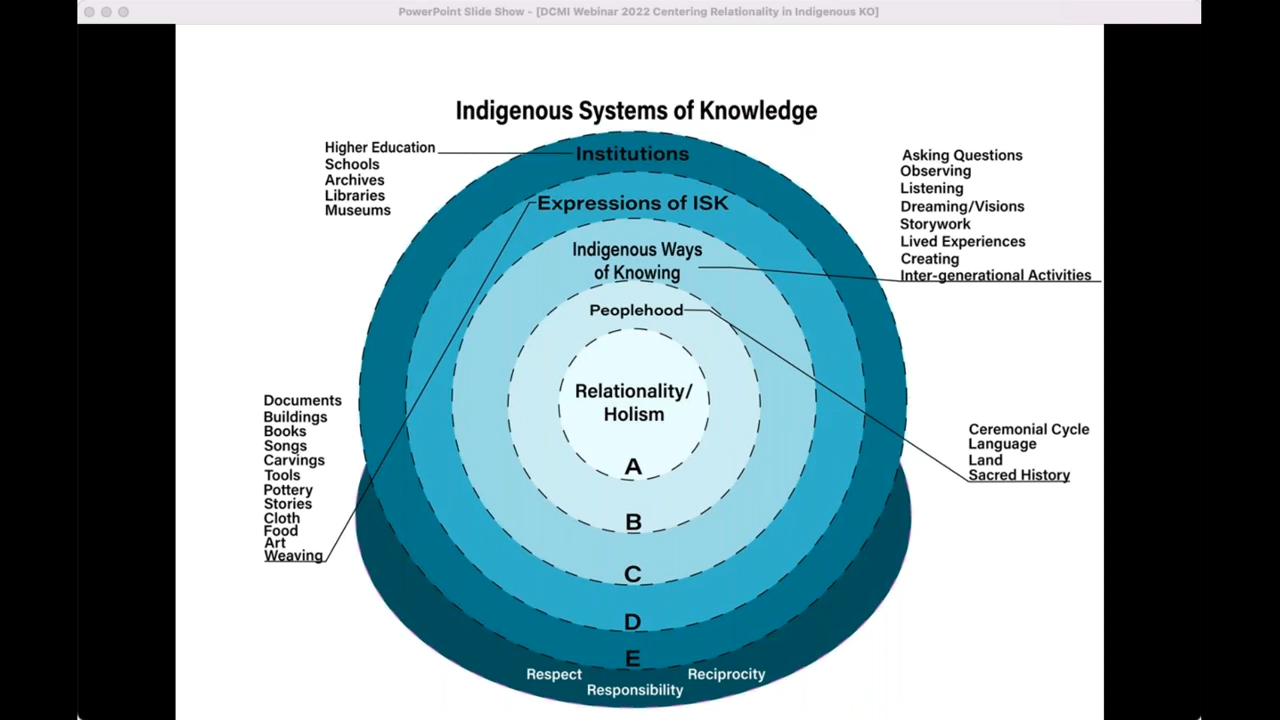 PowerPoint Slide Show - [DCMI Webinar 2022 Centering Relationality in Indigenous KO]
Indigenous Systems of Knowledge
Higher Education
Schools
Archives
Libraries
Museums
Institutions
Expressions of ISK
Indigenous Ways
of Knowing
Peoplehood
Relationality/
Holism
A
B
C
D
E
Respect
Responsibility
Reciprocity
Asking Questions
Observing
Listening
Dreaming/Visions
Storywork
Lived Experiences
Creating
Inter-generational Activities
Documents
Buildings
Books
Songs
Carvings
Tools
Pottery
Stories
Cloth
Food
Art
Weaving
Ceremonial Cycle
Language
Land
Sacred History